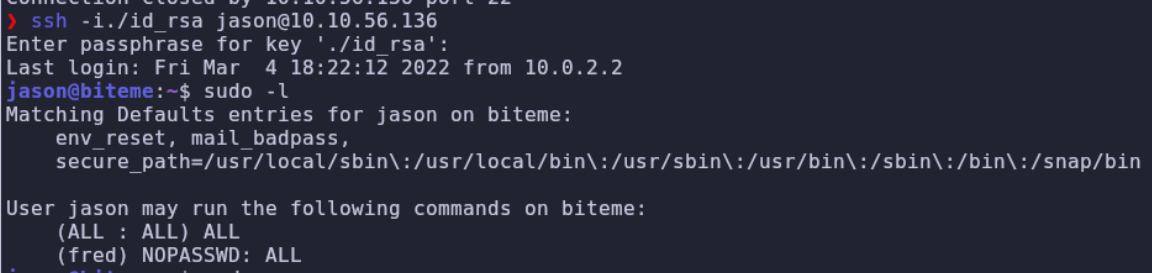 ❯ ssh -i./id_rsa jason@10.10.56.136
Enter passphrase for key './id_rsa':
Last login: Fri Mar  4 18:22:12 2022 from 10.0.2.2
jason@biteme:~$ sudo -l
Matching Defaults entries for jason on biteme:
    env_reset, mail_badpass,
    secure_path=/usr/local/sbin\:/usr/local/bin\:/usr/sbin\:/usr/bin\:/sbin\:/bin\:/snap/bin

User jason may run the following commands on biteme:
    (ALL : ALL) ALL
    (fred) NOPASSWD: ALL